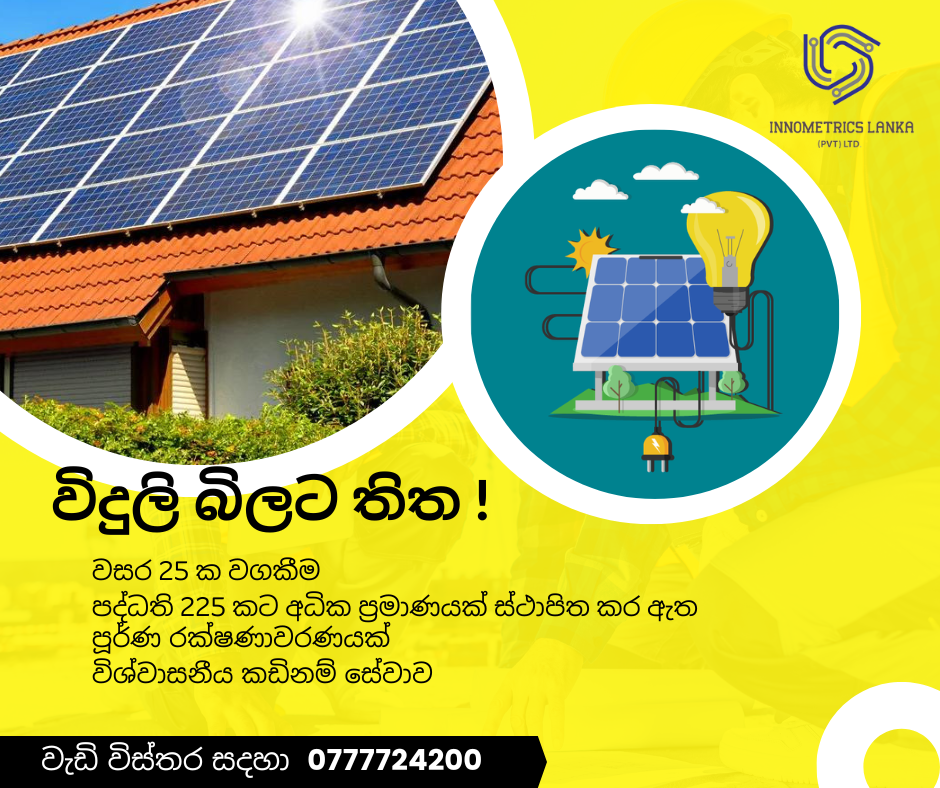 INNOMETRICS LANKA
(PVT) LTD
විදුලි බිලට තිත !
වසර 25 ක වගකීම
පද්ධති 225 කට අධික ප්‍රමාණයක් ස්ථාපිත කර ඇත
පූර්ණ රක්ෂණාවරණයක්
විශ්වාසනීය කඩිනම් සේවාව
වැඩි විස්තර සදහා 0777724200